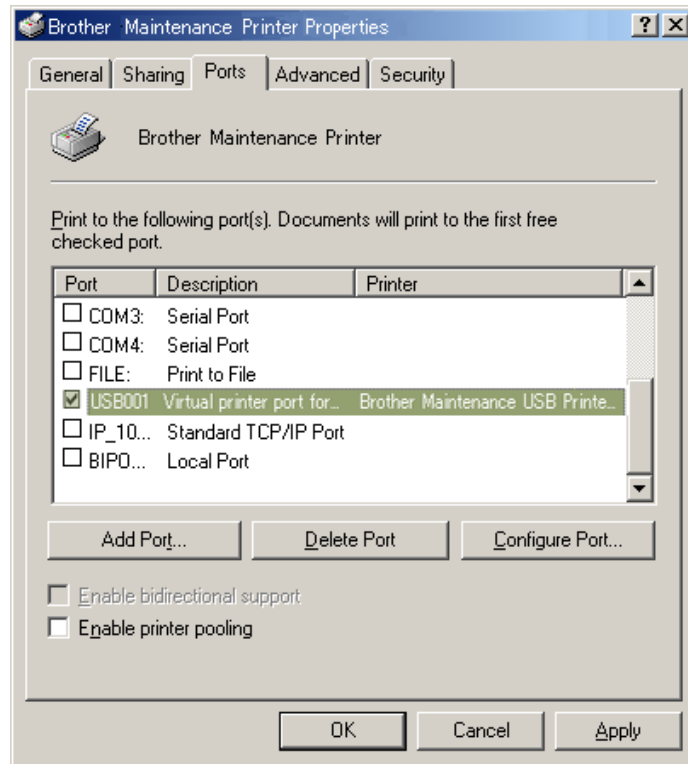 Brother Maintenance Printer Properties
General Sharing Ports Advanced Security
Brother Maintenance Printer
Print to the following port(s). Documents will print to the first free
checked port.
Port Description Printer
COM3: Serial Port
COM4: Serial Port
FILE: Print to File
USB001 Virtual printer port for... Brother Maintenance USB Printe...
IP_10... Standard TCP/IP Port
BIPO... Local Port
Add Port... Delete Port Configure Port...
Enable bidirectional support
Enable printer pooling
OK Cancel Apply